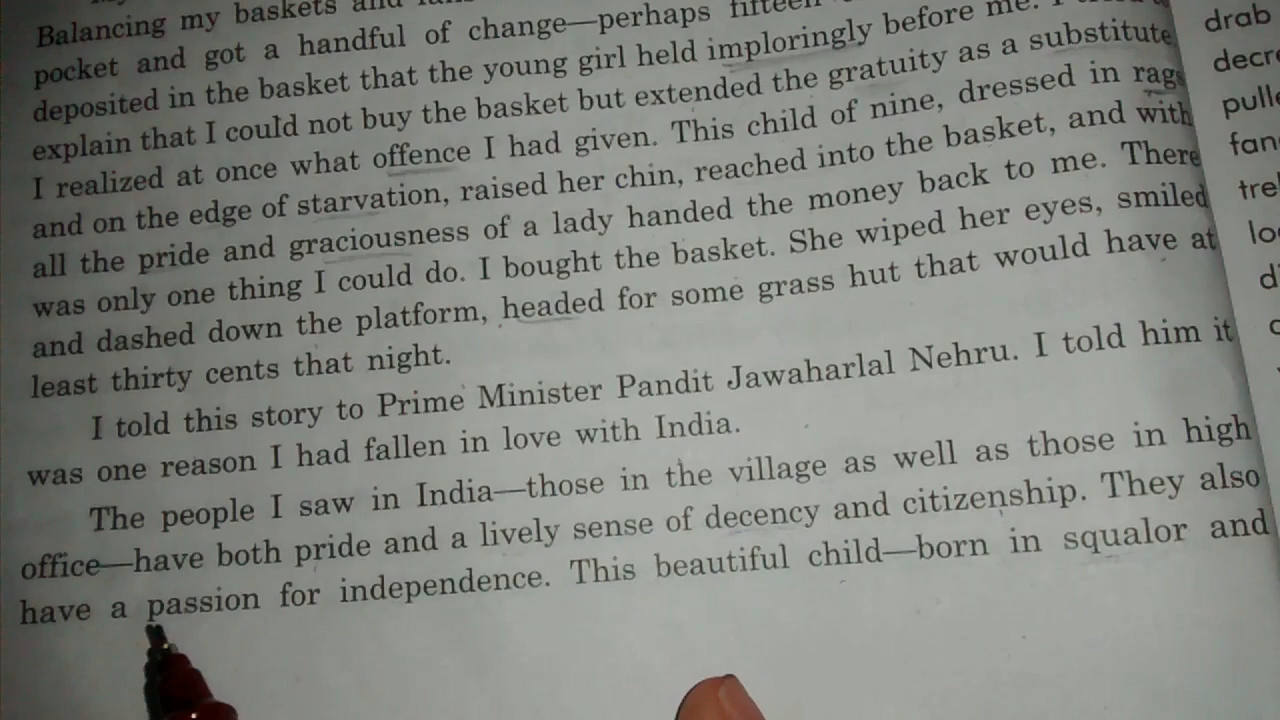 Balancing my baskets and
pocket and got a handful of change—perhaps fifteen
deposited in the basket that the young girl held imploringly before me. I
explain that I could not buy the basket but extended the gratuity as a substitute
I realized at once what offence I had given. This child of nine, dressed in rags
and on the edge of starvation, raised her chin, reached into the basket, and with
all the pride and graciousness of a lady handed the money back to me. There
was only one thing I could do. I bought the basket. She wiped her eyes, smiled
and dashed down the platform, headed for some grass hut that would have at
least thirty cents that night.
I told this story to Prime Minister Pandit Jawaharlal Nehru. I told him it
was one reason I had fallen in love with India.
The people I saw in India—those in the village as well as those in high
office—have both pride and a lively sense of decency and citizenship. They also
have a passion for independence. This beautiful child—born in squalor and
drab
decre
pulle
fan
tre
lo
d